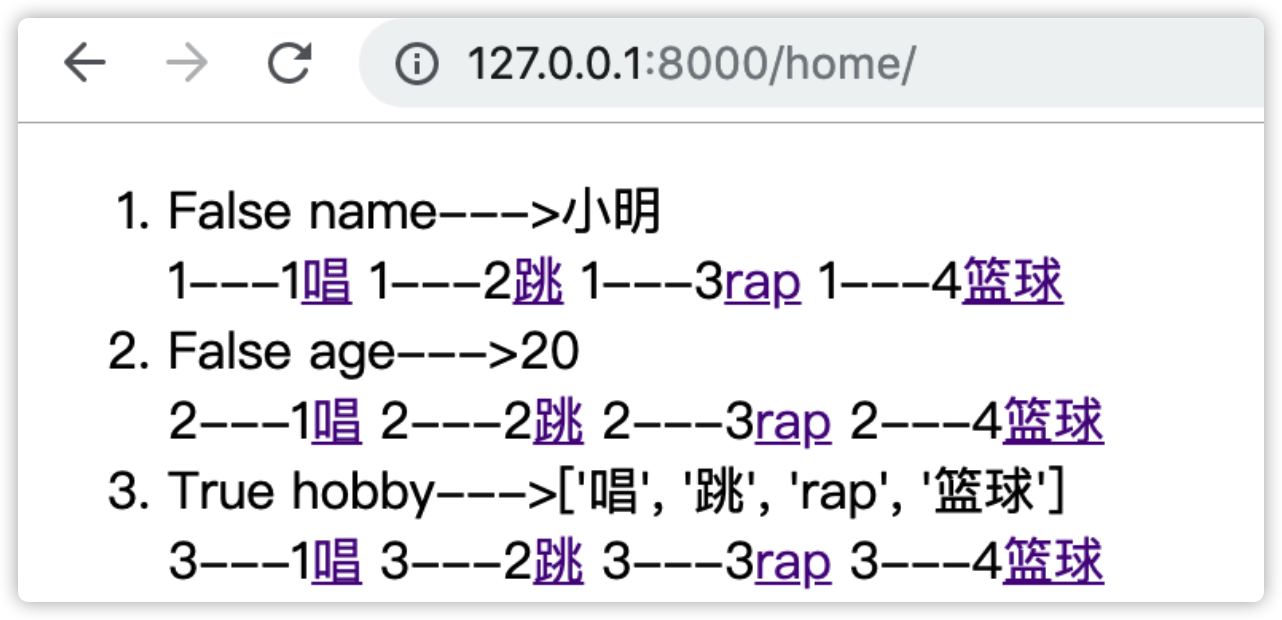 127.0.0.1:8000/home/
1. False name--->小明
1---1唱 1---2跳 1---3rap 1---4篮球
2. False age--->20
2---1唱 2---2跳 2---3rap 2---4篮球
3. True hobby--->['唱', '跳', 'rap', '篮球']
3---1唱 3---2跳 3---3rap 3---4篮球